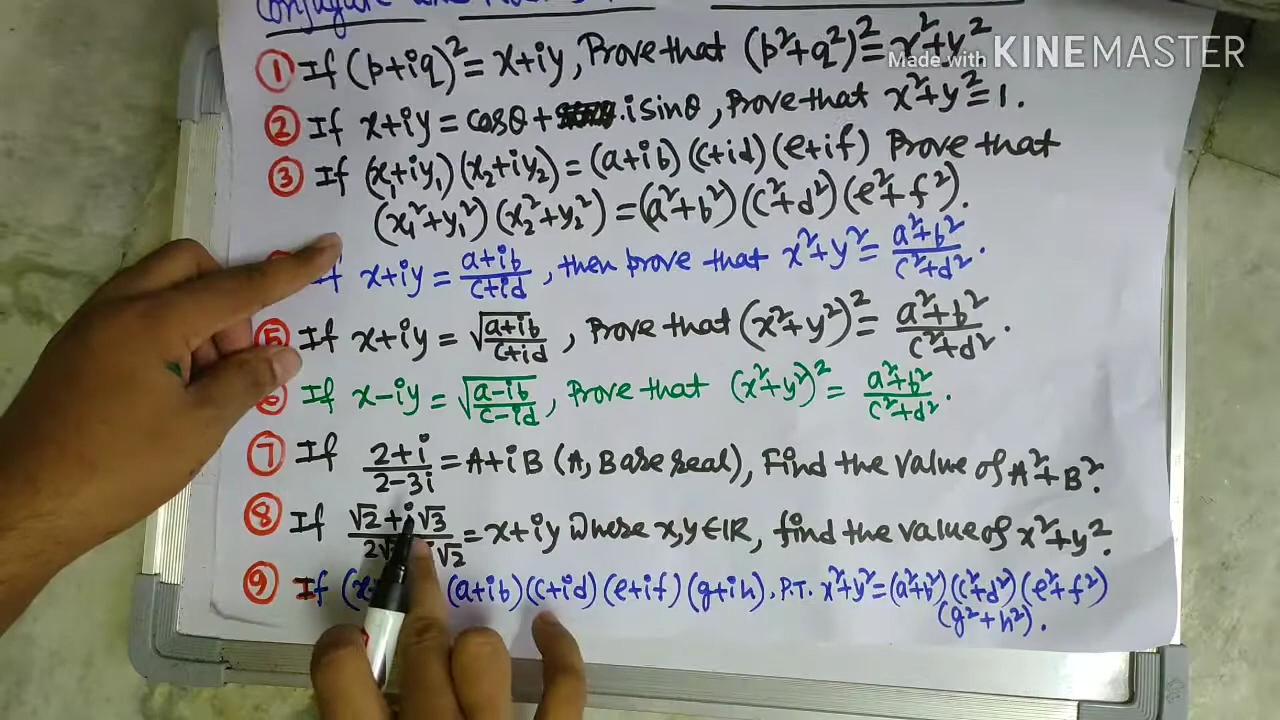 Conjugate and
Made with KINEMASTER
① If (p+iq)²= x+iy, Prove that (p²+q²)²= x²+y²
② If x+iy = cosθ+ i sinθ, Prove that x²+y²=1.
③ If (x₁+iy₁)(x₂+iy₂)=(a+ib)(c+id)(e+if) Prove that
(x₁²+y₁²)(x₂²+y₂²)=(a²+b²)(c²+d²)(e²+f²).
If x+iy = (a+ib)/(c+id), then prove that x²+y²= (a²+b²)/(c²+d²).
⑤ If x+iy = √((a+ib)/(c+id)), Prove that (x²+y²)²= (a²+b²)/(c²+d²).
⑥ If x-iy = √((a-ib)/(c-id)), Prove that (x²+y²)²= (a²+b²)/(c²+d²).
⑦ If (2+i)/(2-3i) = A+iB (A, B are real), Find the value of A²+B².
⑧ If (√2+i√3)/(2√ i√2) = x+iy where x,y∈IR, find the value of x²+y².
⑨ If (x (a+ib)(c+id)(e+if)(g+ih). P.T. x²+y²=(a²+b²)(c²+d²)(e²+f²)
(g²+h²).